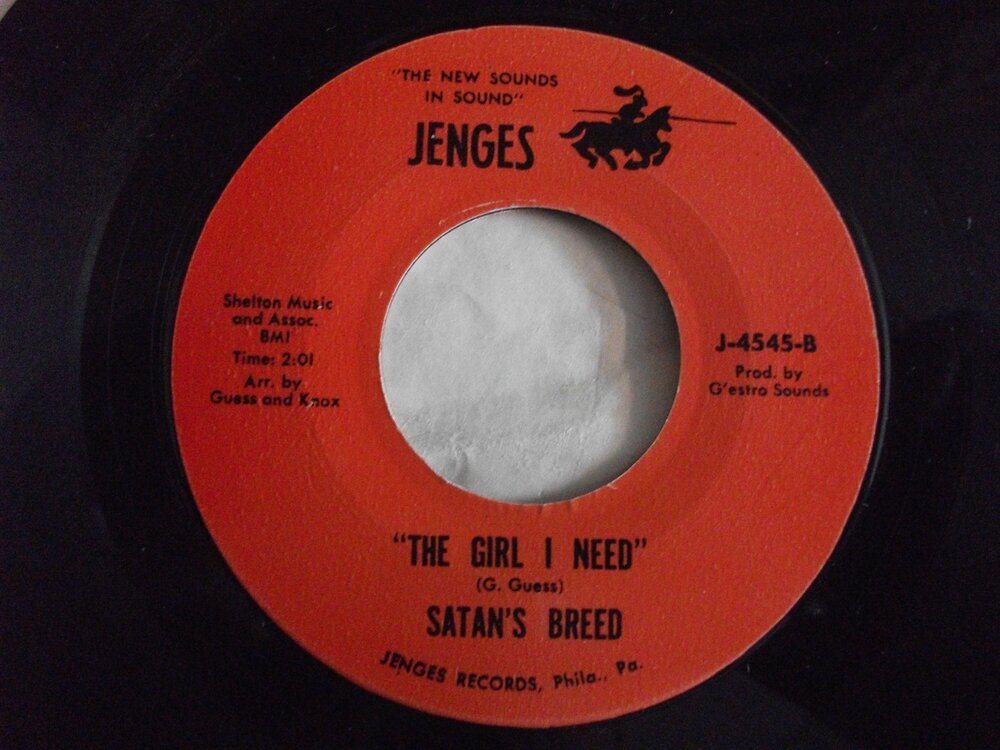 "THE NEW SOUNDS
IN SOUND"
JENGES
Shelton Music
and Assoc.
BMI
Time: 2:01
Arr. by
Guess and Knox
J-4545-B
Prod. by
G'estro Sounds
"THE GIRL I NEED"
(G. Guess)
SATAN'S BREED
JENGES RECORDS, Phila., Pa.